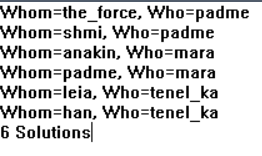 Whom=the_force, Who=padme
Whom=shmi, Who=padme
Whom=anakin, Who=mara
Whom=padme, Who=mara
Whom=leia, Who=tenel_ka
Whom=han, Who=tenel_ka
6 Solutions